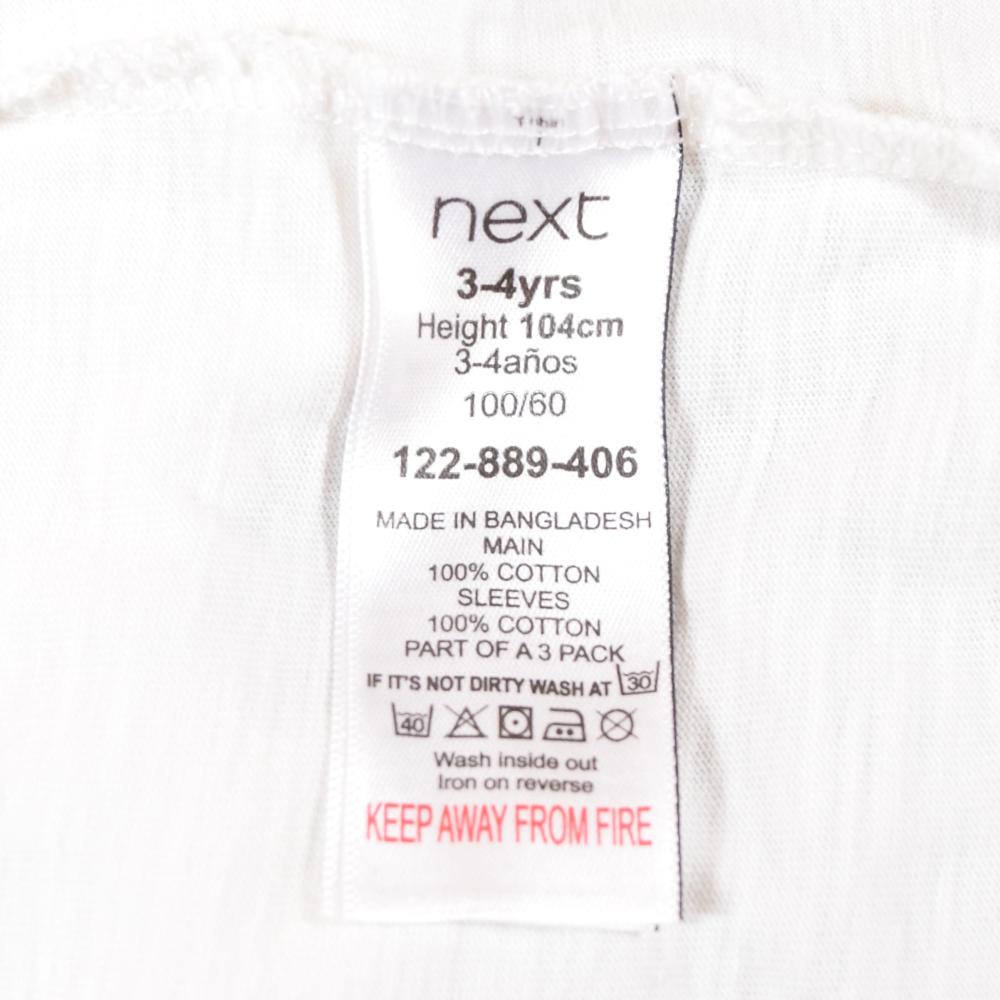 next
3-4yrs
Height 104cm
3-4años
100/60
122-889-406
MADE IN BANGLADESH
MAIN
100% COTTON
SLEEVES
100% COTTON
PART OF A 3 PACK
IF IT'S NOT DIRTY WASH AT 30
40
Wash inside out
Iron on reverse
KEEP AWAY FROM FIRE